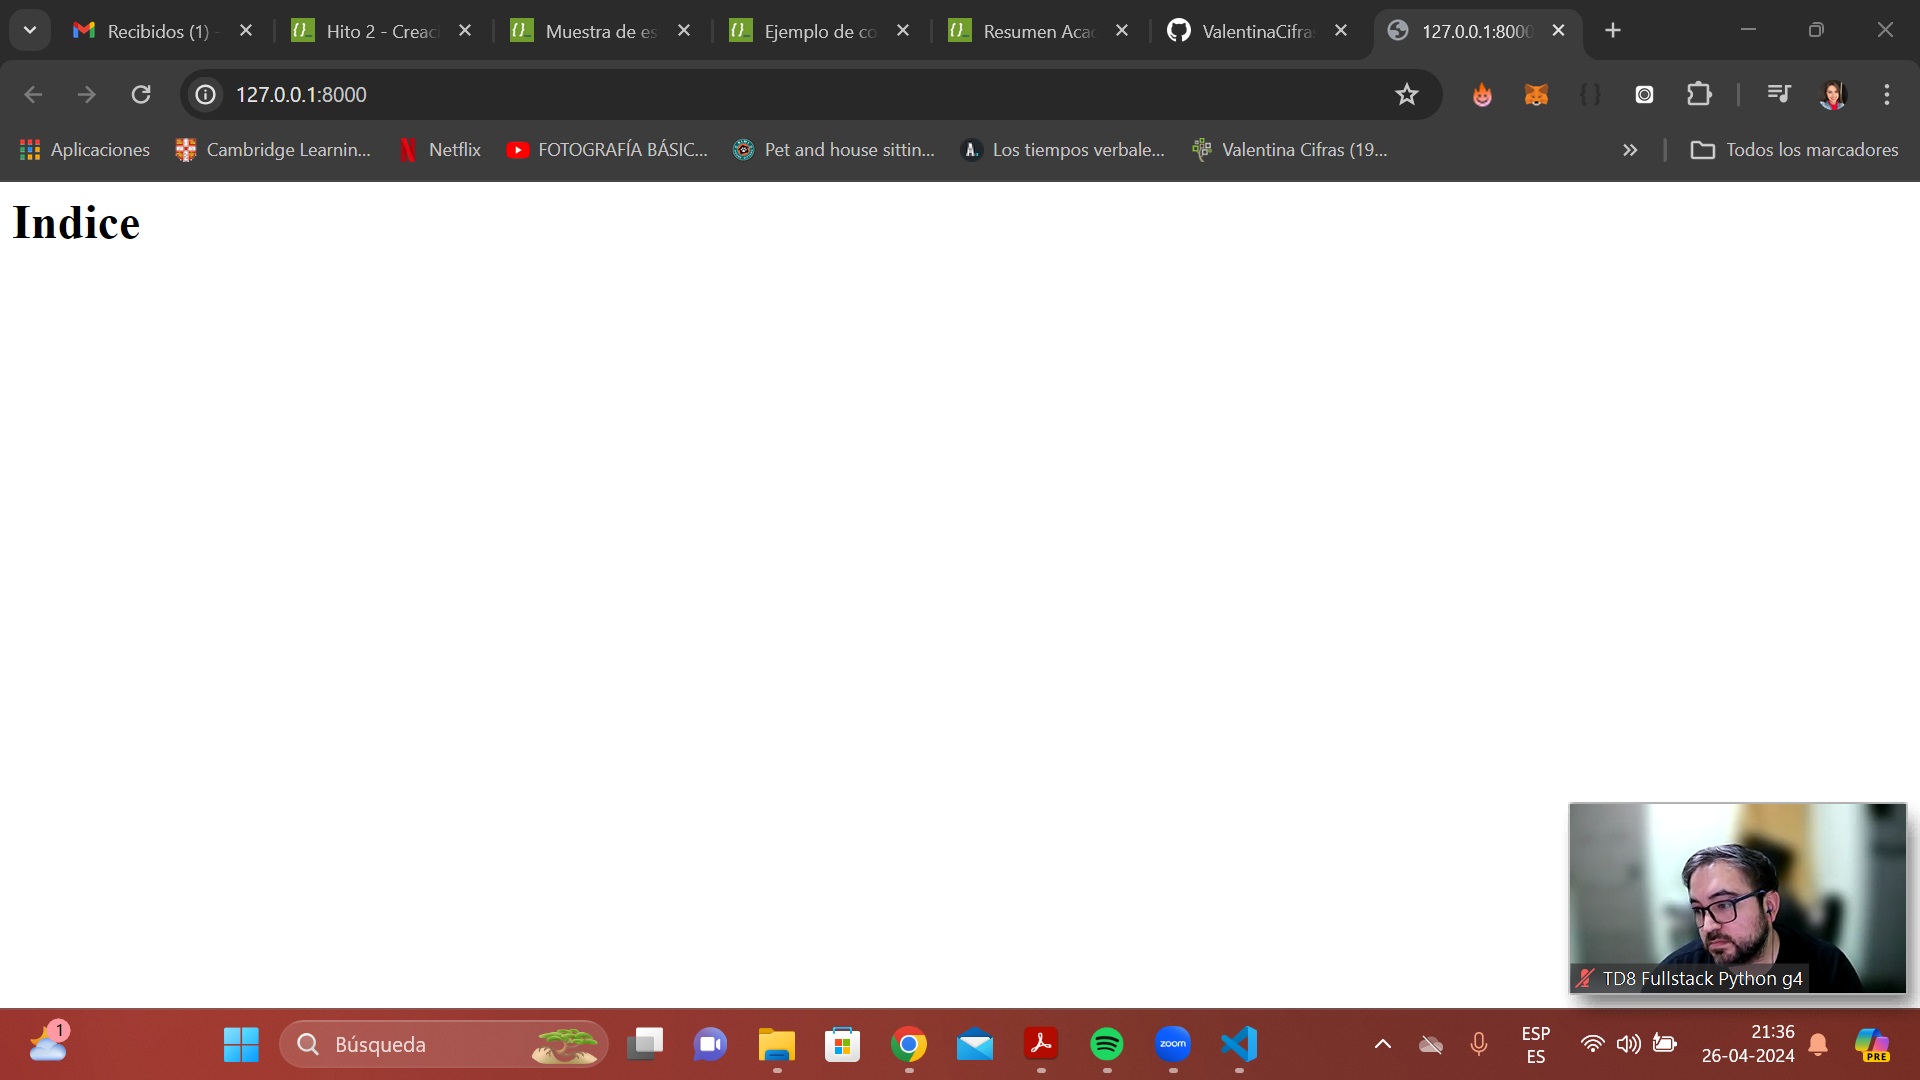 Recibidos (1) -
Hito 2 - Creaci
Muestra de es
Ejemplo de co
Resumen Acac
ValentinaCifra
127.0.0.1:8000
127.0.0.1:8000
Aplicaciones
Cambridge Learnin...
Netflix
FOTOGRAFÍA BÁSIC...
Pet and house sittin...
Los tiempos verbale...
Valentina Cifras (19...
Todos los marcadores
Indice
TD8 Fullstack Python g4
1
Búsqueda
zoom
ESP
ES
21:36
26-04-2024
PRE